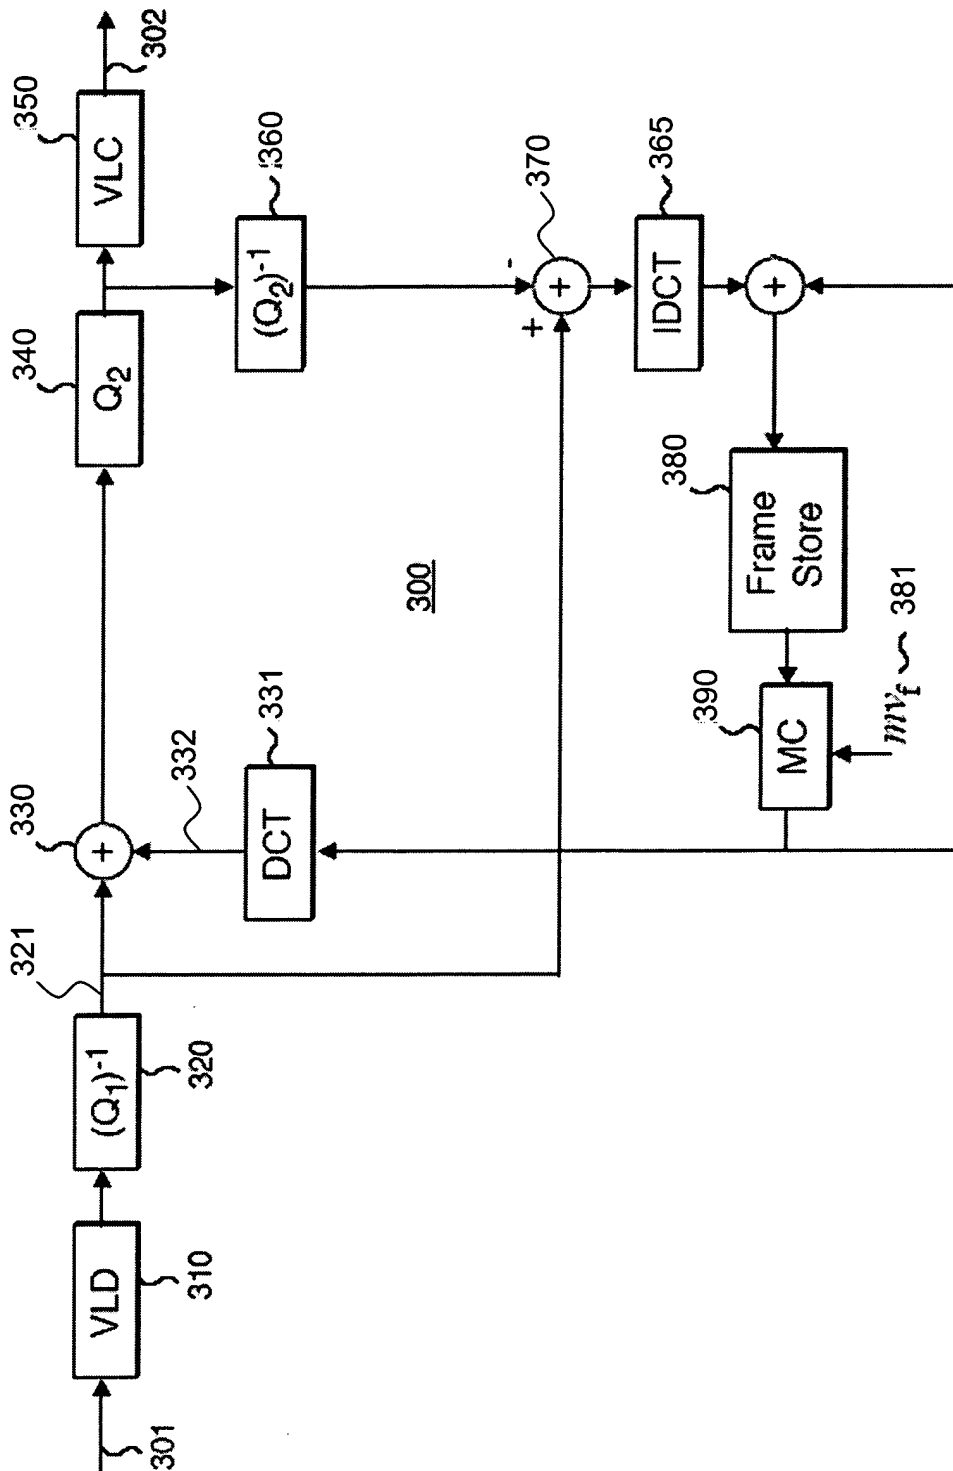 301
VLD
310
(Q₁)⁻¹
320
321
+
330
Q₂
340
VLC
350
302
DCT
331
332
(Q₂)⁻¹
360
300
+
-
+
370
IDCT
365
+
Frame
Store
380
MC
390
mv_f
381